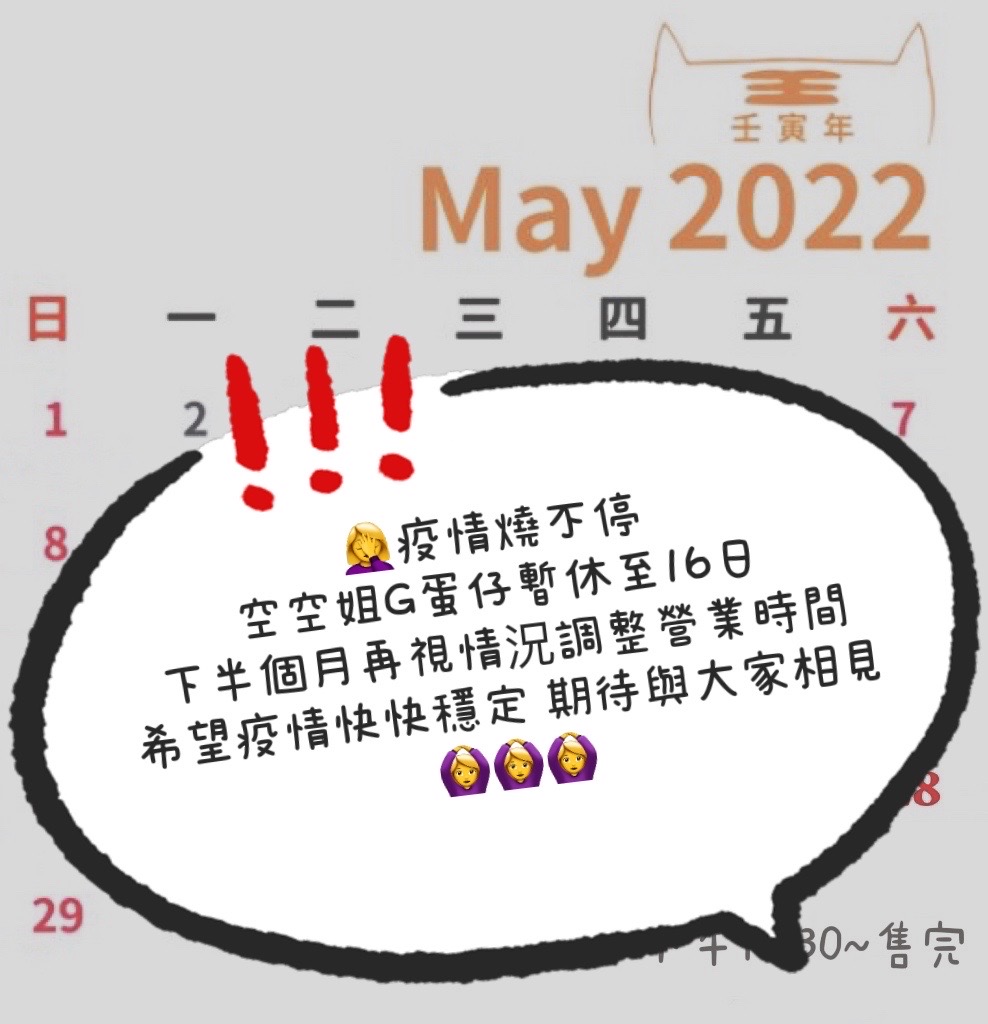 王
壬寅年
May 2022
日 一 二 三 四 五 六
1 2 7
8
🤦‍♀️疫情燒不停
空空姐G蛋仔暫休至16日
下半個月再視情況調整營業時間
希望疫情快快穩定 期待與大家相見
🙆‍♀️🙆‍♀️🙆‍♀️
29
30~售完